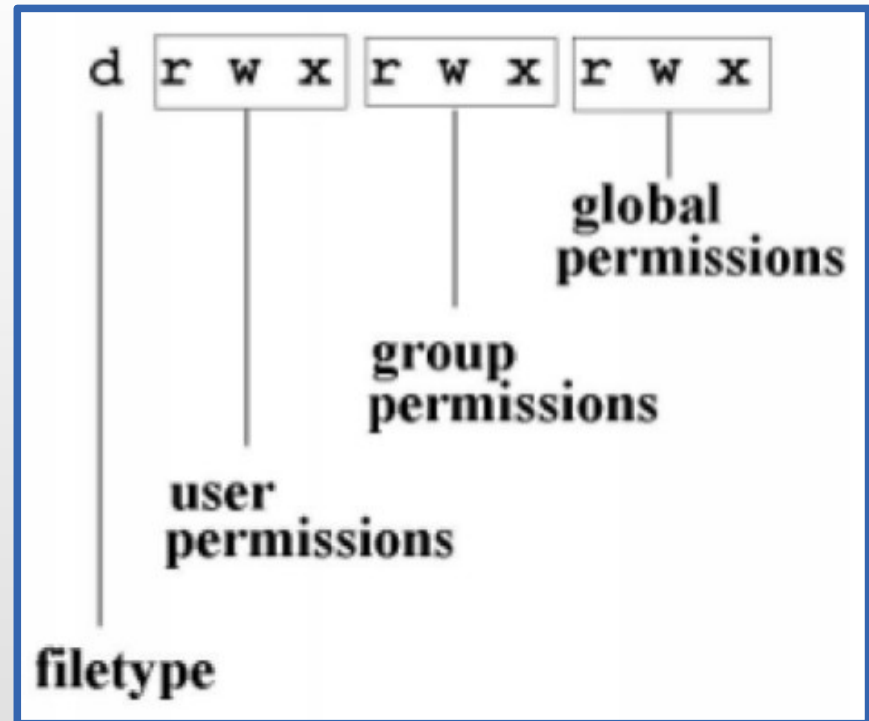 d r w x r w x r w x
global
permissions
group
permissions
user
permissions
filetype